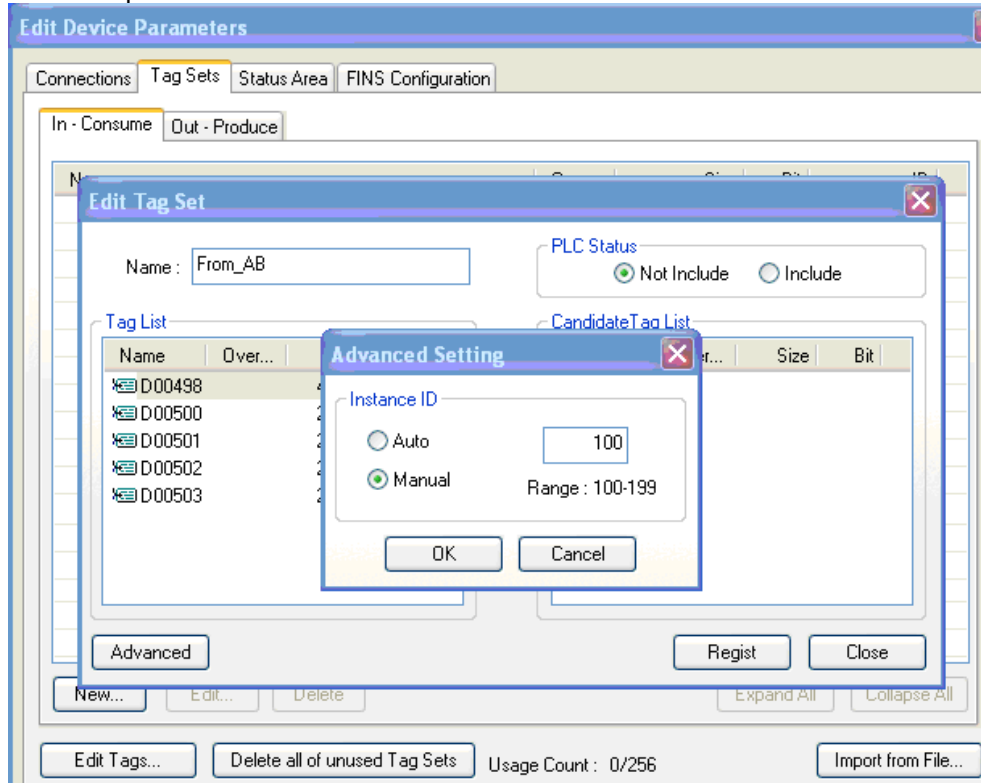 Edit Device Parameters
Connections Tag Sets Status Area FINS Configuration
In - Consume Out - Produce
Edit Tag Set
Name : From_AB
PLC Status
Not Include Include
Tag List
CandidateTag List
Name Over... Size Bit
D00498
D00500
D00501
D00502
D00503
Advanced Setting
Instance ID
Auto 100
Manual Range : 100-199
OK Cancel
Advanced Regist Close
New... Edit... Delete Expand All Collapse All
Edit Tags... Delete all of unused Tag Sets Usage Count : 0/256 Import from File...